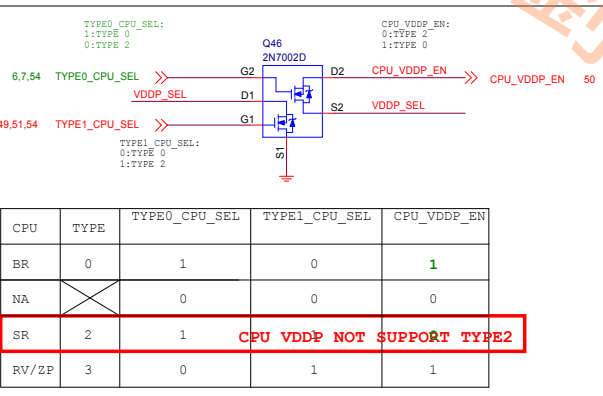 TYPE0_CPU_SEL:
1:TYPE 0
0:TYPE 2
CPU_VDDP_EN:
0:TYPE 2
1:TYPE 0
Q46
2N7002D
6,7,54 TYPE0_CPU_SEL G2 D2 CPU_VDDP_EN CPU_VDDP_EN 50
VDDP_SEL D1 S2 VDDP_SEL
49,51,54 TYPE1_CPU_SEL G1
S1
TYPE1_CPU_SEL:
0:TYPE 0
1:TYPE 2
CPU TYPE TYPE0_CPU_SEL TYPE1_CPU_SEL CPU_VDDP_EN
BR 0 1 0 1
NA 0 0 0
SR 2 1 1 0
CPU VDDP NOT SUPPORT TYPE2
RV/ZP 3 0 1 1